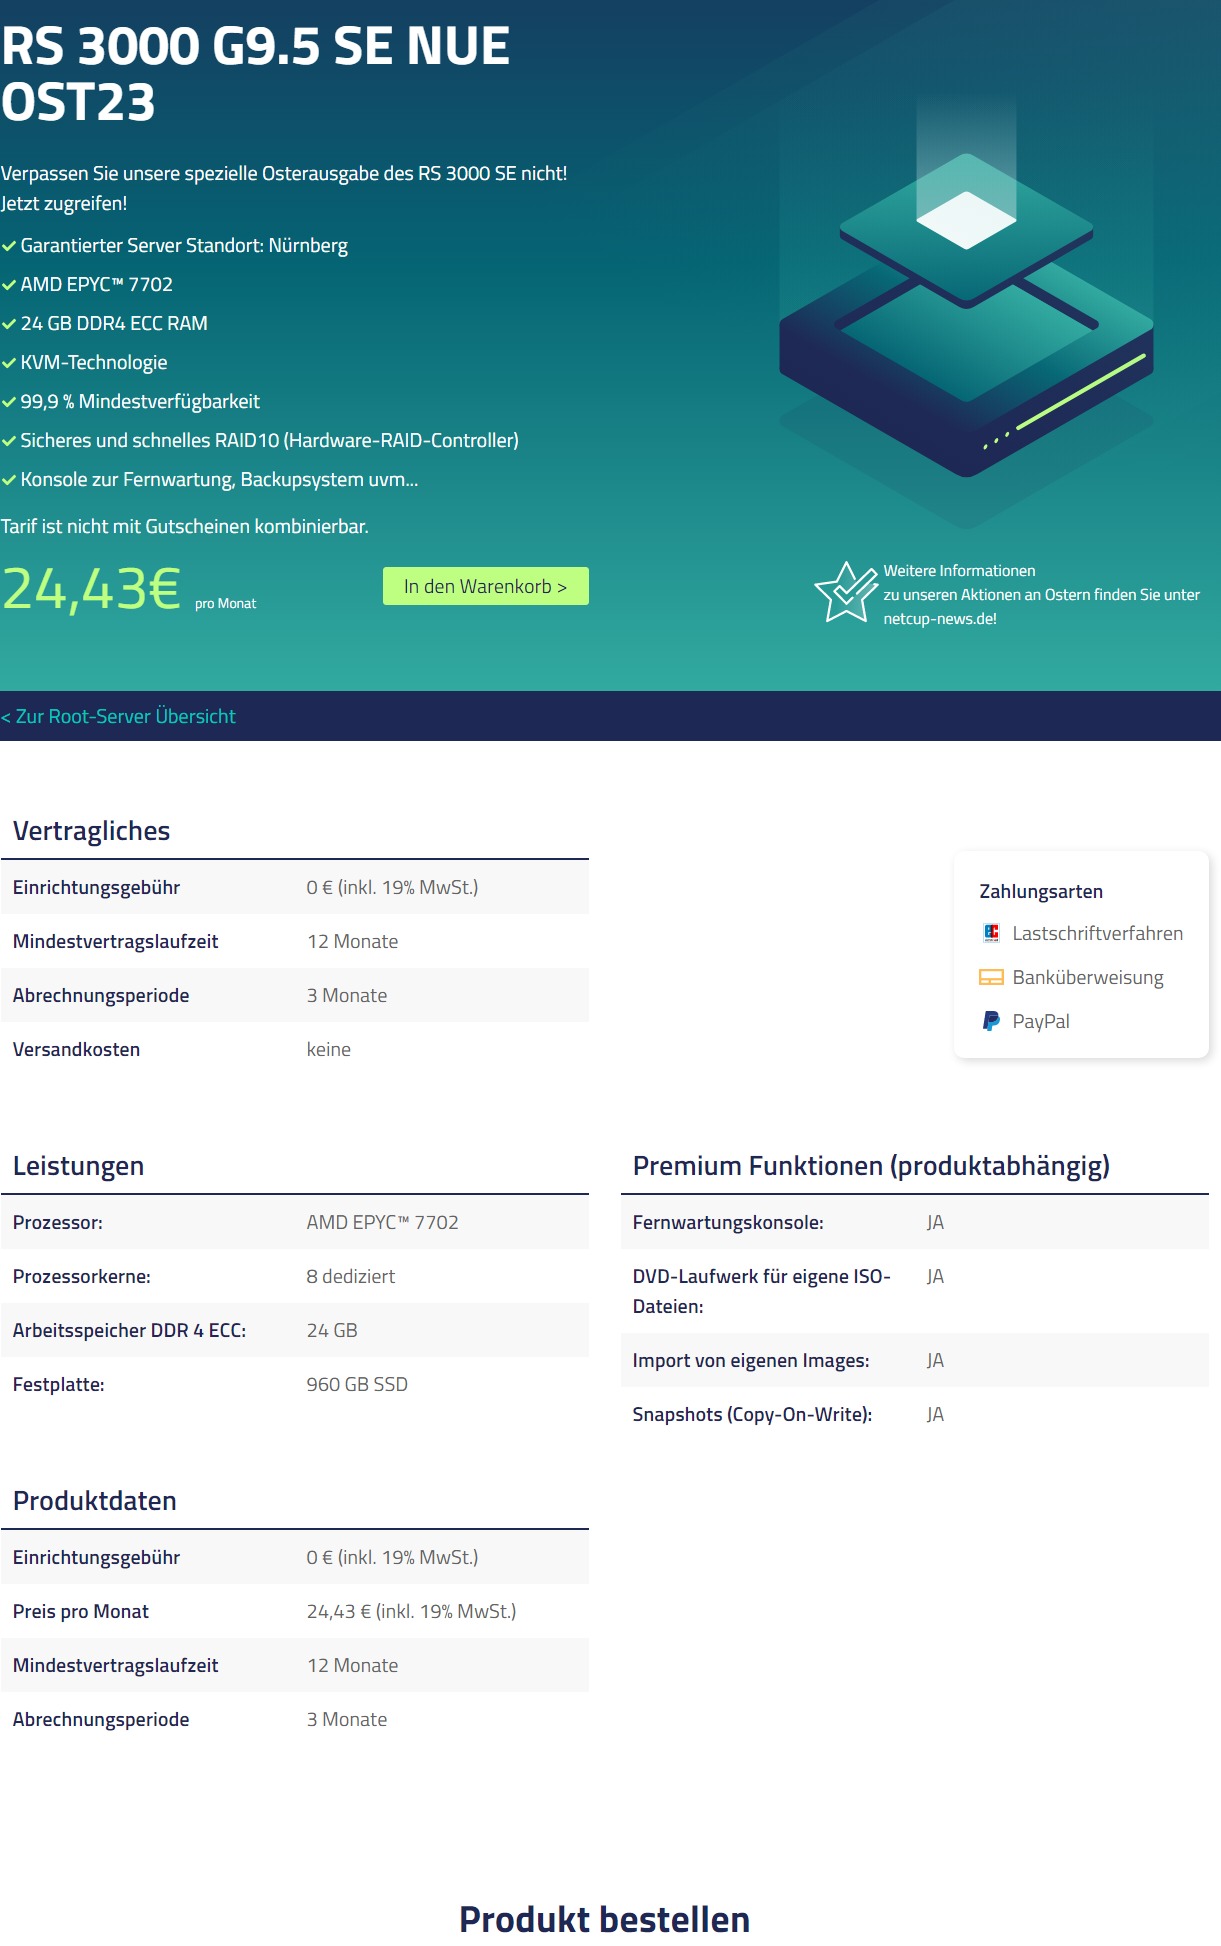 RS 3000 G9.5 SE NUE
OST23
Verpassen Sie unsere spezielle Osterausgabe des RS 3000 SE nicht!
Jetzt zugreifen!
Garantierter Server Standort: Nürnberg
AMD EPYC™ 7702
24 GB DDR4 ECC RAM
KVM-Technologie
99,9 % Mindestverfügbarkeit
Sicheres und schnelles RAID10 (Hardware-RAID-Controller)
Konsole zur Fernwartung, Backupsystem uvm...
Tarif ist nicht mit Gutscheinen kombinierbar.
24,43€ pro Monat
In den Warenkorb >
Weitere Informationen
zu unseren Aktionen an Ostern finden Sie unter
netcup-news.de!
< Zur Root-Server Übersicht
Vertragliches
Einrichtungsgebühr 0 € (inkl. 19% MwSt.)
Mindestvertragslaufzeit 12 Monate
Abrechnungsperiode 3 Monate
Versandkosten keine
Zahlungsarten
Lastschriftverfahren
Banküberweisung
PayPal
Leistungen
Prozessor: AMD EPYC™ 7702
Prozessorkerne: 8 dediziert
Arbeitsspeicher DDR 4 ECC: 24 GB
Festplatte: 960 GB SSD
Premium Funktionen (produktabhängig)
Fernwartungskonsole: JA
DVD-Laufwerk für eigene ISO- JA
Dateien:
Import von eigenen Images: JA
Snapshots (Copy-On-Write): JA
Produktdaten
Einrichtungsgebühr 0 € (inkl. 19% MwSt.)
Preis pro Monat 24,43 € (inkl. 19% MwSt.)
Mindestvertragslaufzeit 12 Monate
Abrechnungsperiode 3 Monate
Produkt bestellen